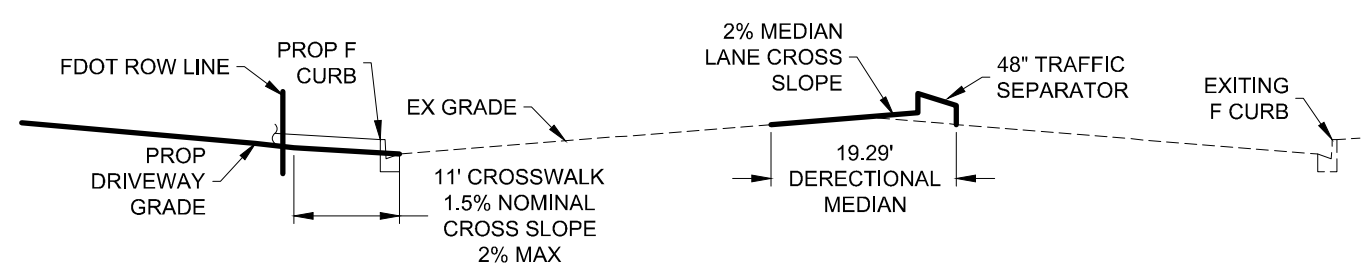 FDOT ROW LINE
PROP F
CURB
EX GRADE
2% MEDIAN
LANE CROSS
SLOPE
48" TRAFFIC
SEPARATOR
EXITING
F CURB
PROP
DRIVEWAY
GRADE
11' CROSSWALK
1.5% NOMINAL
CROSS SLOPE
2% MAX
19.29'
DERECTIONAL
MEDIAN